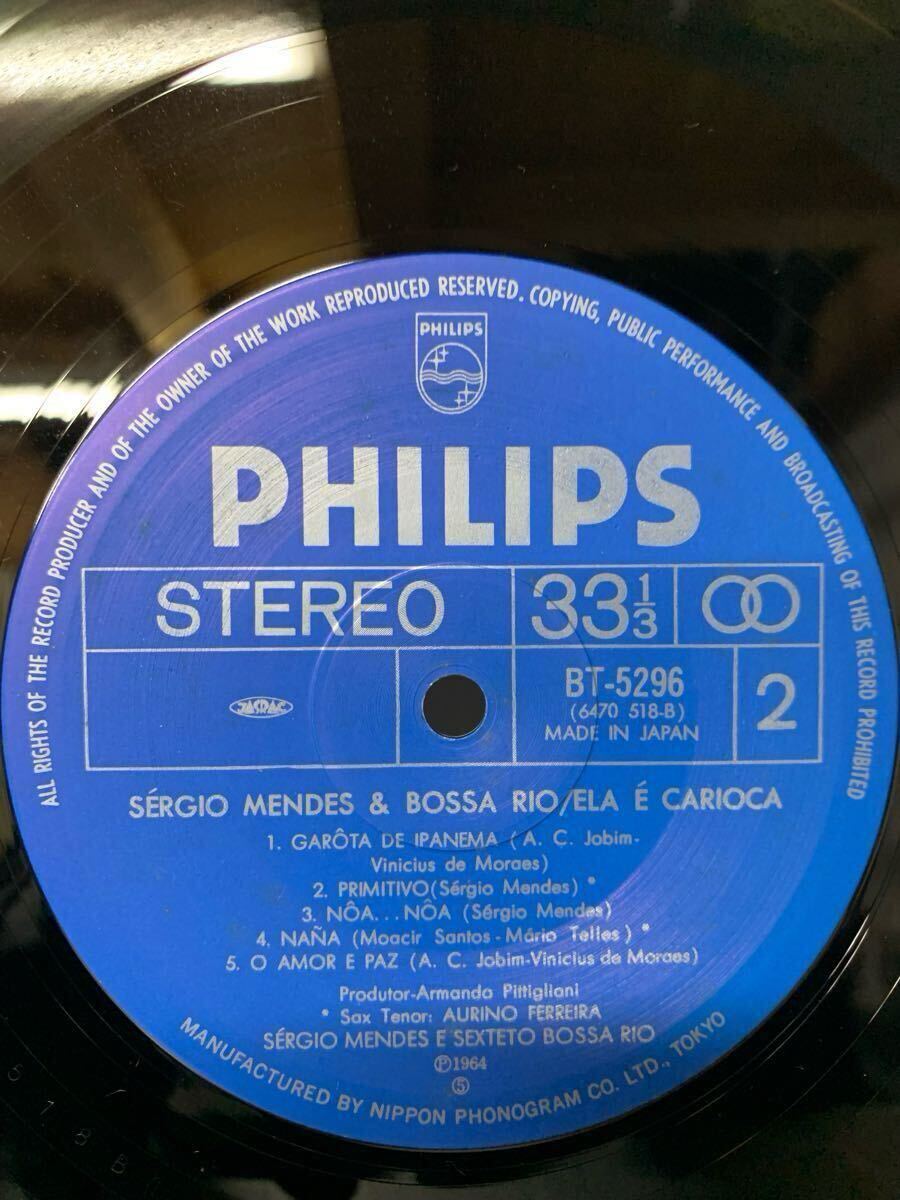 ALL RIGHTS OF THE RECORD PRODUCER AND OF THE OWNER OF THE WORK REPRODUCED RESERVED. COPYING, PUBLIC PERFORMANCE AND BROADCASTING OF THIS RECORD PROHIBITED
PHILIPS
PHILIPS
STEREO 33 1/3
JASRAC
BT-5296
(6470 518-B)
MADE IN JAPAN
2
SÉRGIO MENDES & BOSSA RIO/ELA É CARIOCA
1. GARÔTA DE IPANEMA (A. C. Jobim-
Vinicius de Moraes)
2. PRIMITIVO(Sérgio Mendes) *
3. NÔA...NÔA (Sérgio Mendes)
4. NAÑA (Moacir Santos-Mário Telles) *
5. O AMOR E PAZ (A. C. Jobim-Vinicius de Moraes)
Produtor-Armando Pittigliani
* Sax Tenor: AURINO FERREIRA
SÉRGIO MENDES E SEXTETO BOSSA RIO
Ⓟ1964
⑤
MANUFACTURED BY NIPPON PHONOGRAM CO. LTD., TOKYO